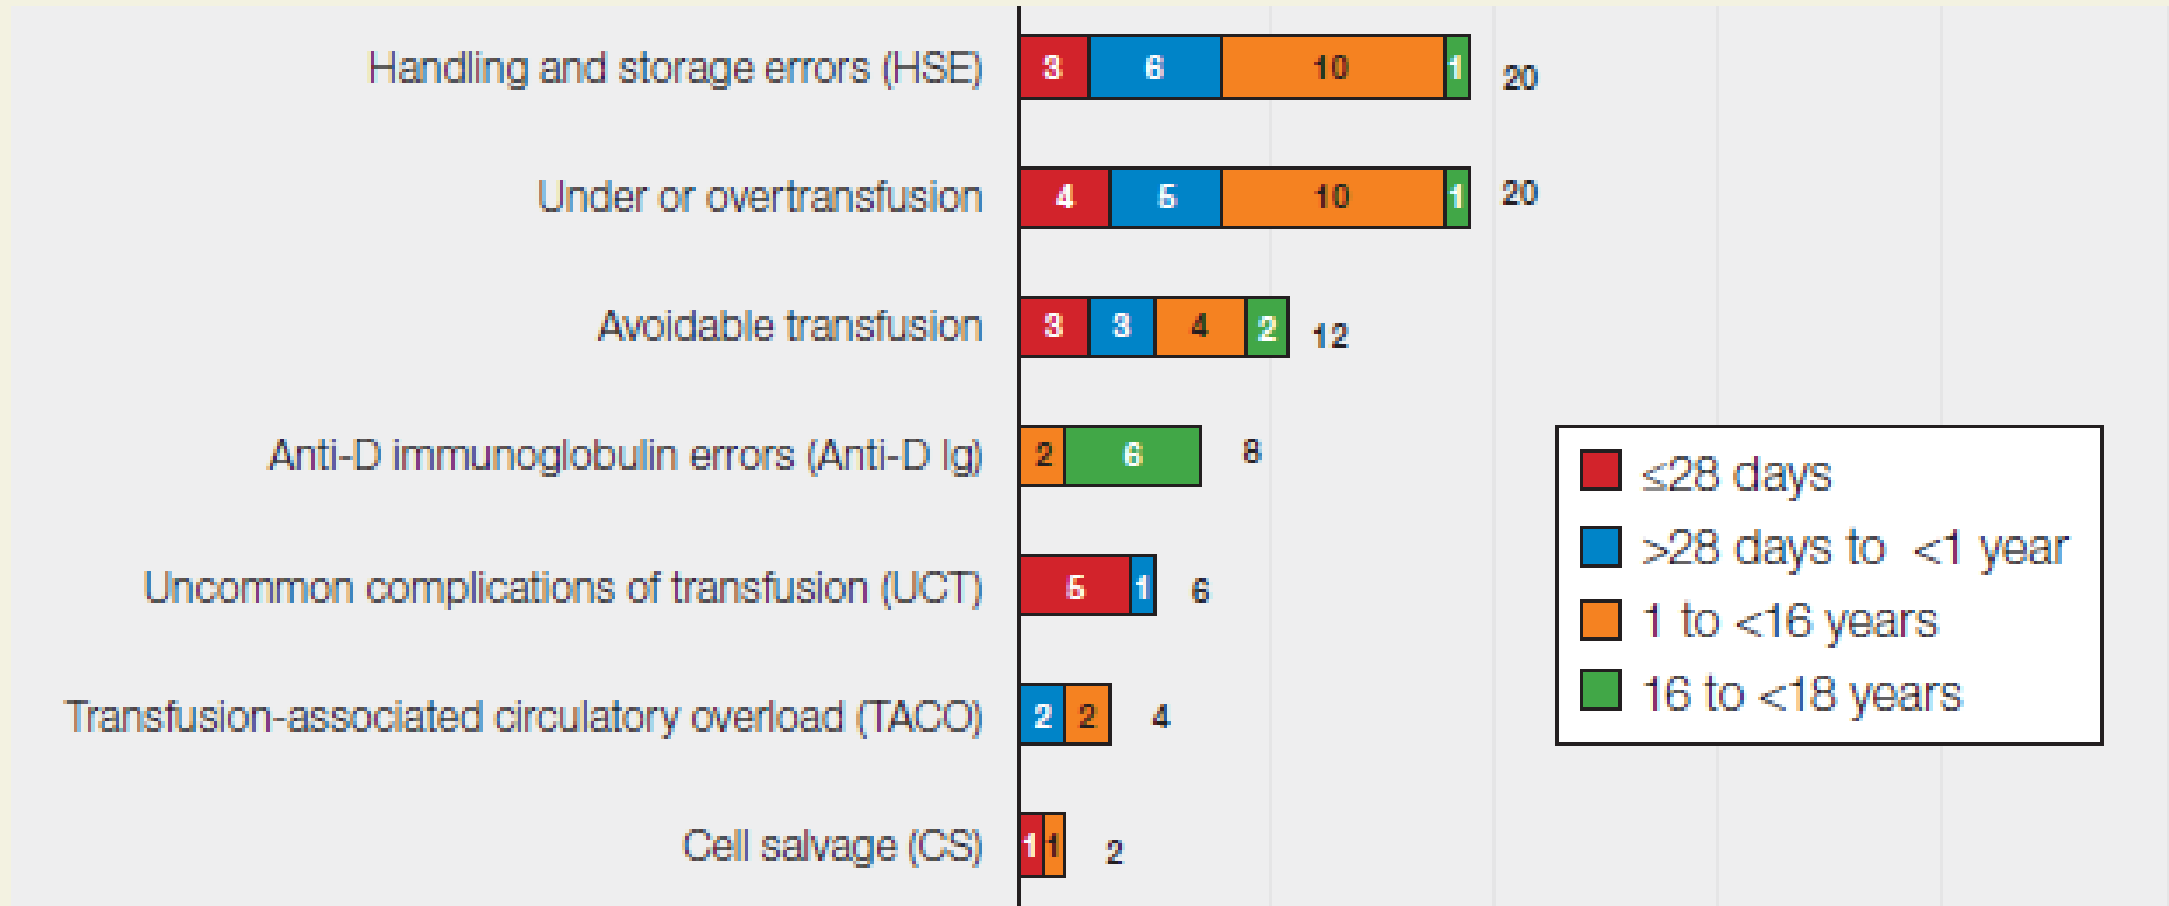 Handling and storage errors (HSE) 3 6 10 1 20
Under or overtransfusion 4 5 10 1 20
Avoidable transfusion 3 3 4 2 12
Anti-D immunoglobulin errors (Anti-D Ig) 2 6 8
Uncommon complications of transfusion (UCT) 5 1 6
Transfusion-associated circulatory overload (TACO) 2 2 4
Cell salvage (CS) 1 1 2
≤28 days
>28 days to <1 year
1 to <16 years
16 to <18 years